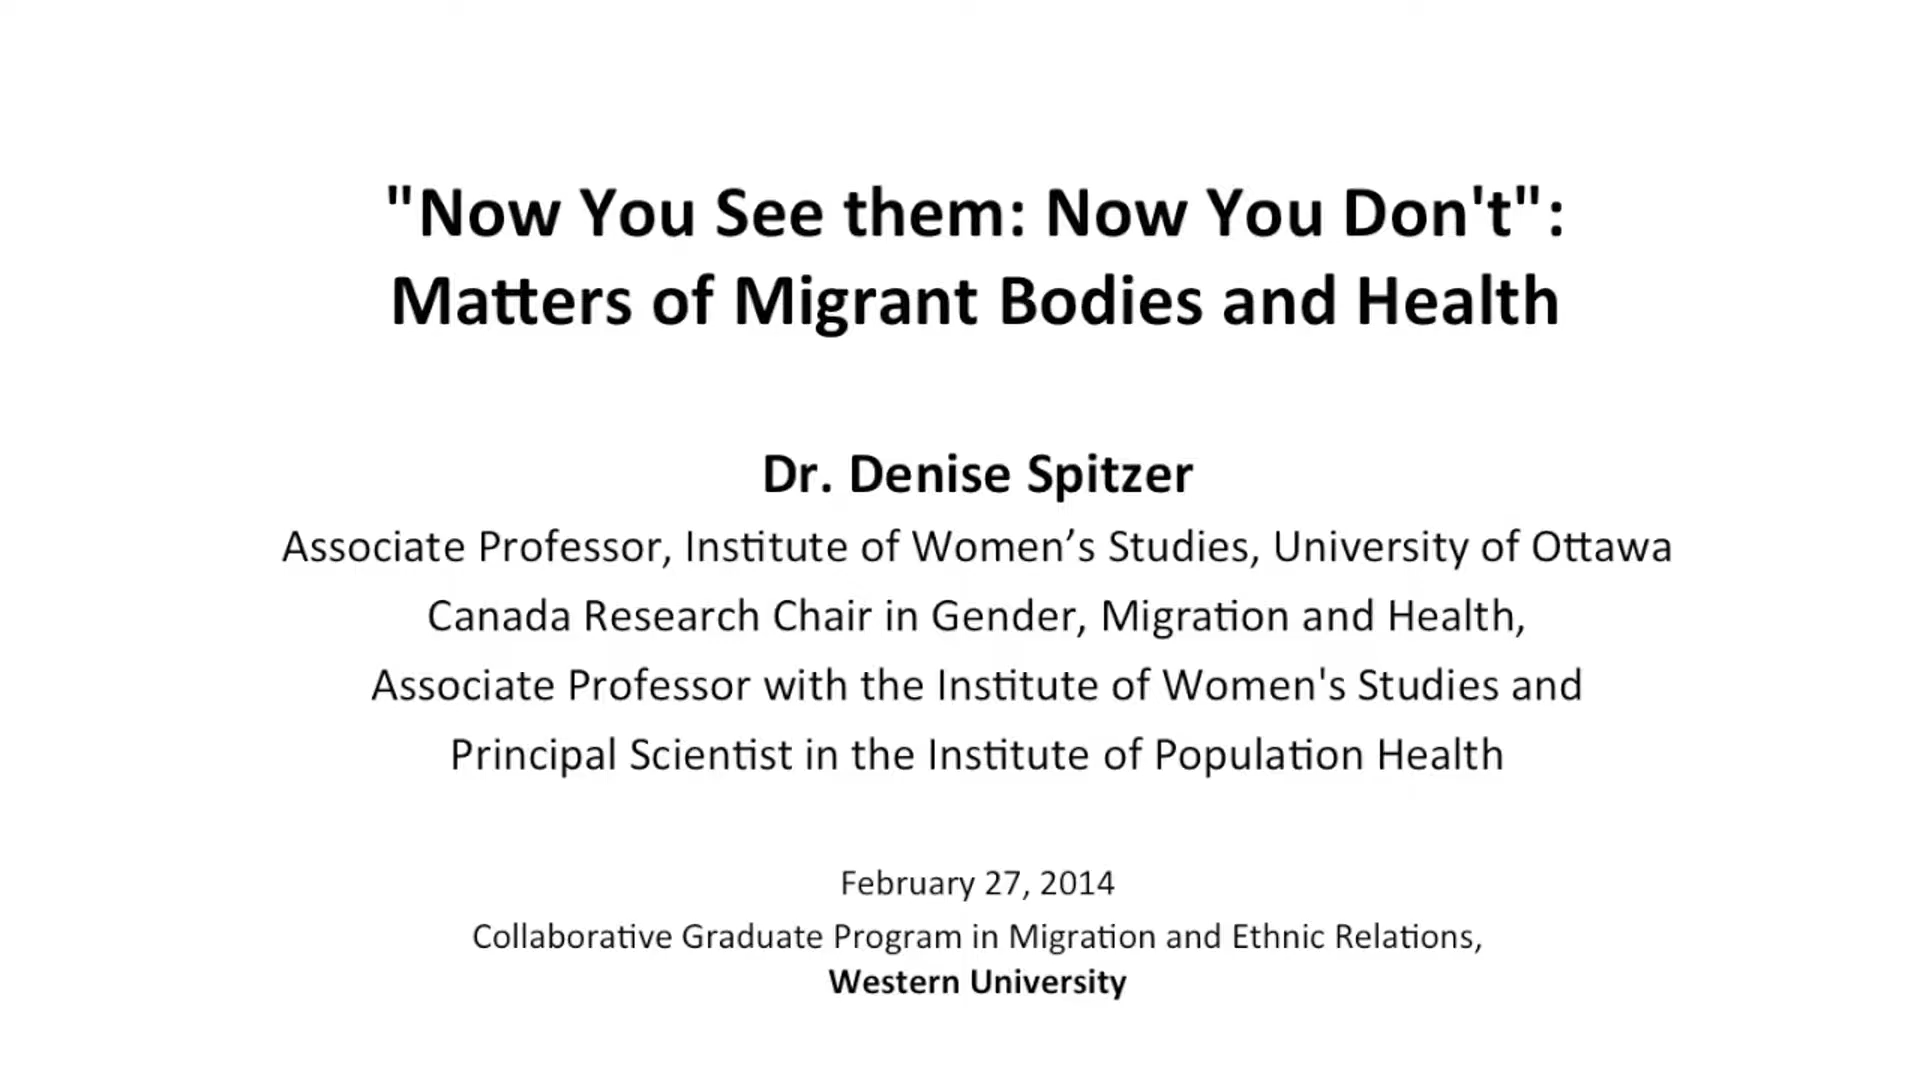 "Now You See them: Now You Don't":
Matters of Migrant Bodies and Health
Dr. Denise Spitzer
Associate Professor, Institute of Women’s Studies, University of Ottawa
Canada Research Chair in Gender, Migration and Health,
Associate Professor with the Institute of Women's Studies and
Principal Scientist in the Institute of Population Health
February 27, 2014
Collaborative Graduate Program in Migration and Ethnic Relations,
Western University